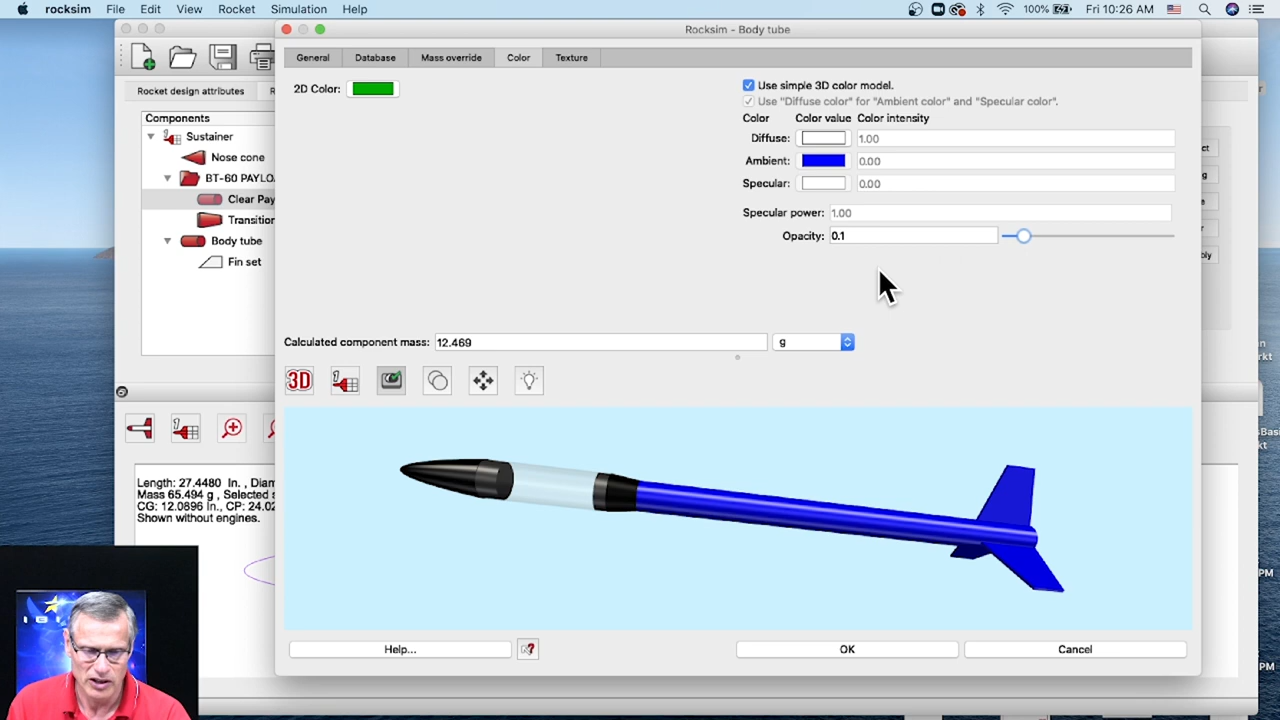 rocksim File Edit View Rocket Simulation Help 100% Fri 10:26 AM
Rocksim - Body tube
General Database Mass override Color Texture
2D Color:
Use simple 3D color model.
Use "Diffuse color" for "Ambient color" and "Specular color".
Color Color value Color intensity
Diffuse: 1.00
Ambient: 0.00
Specular: 0.00
Specular power: 1.00
Opacity: 0.1
Rocket design attributes R
Components
Sustainer
Nose cone
BT-60 PAYLO
Clear Pay
Transition
Body tube
Fin set
Calculated component mass: 12.469 g
3D 1
1
Length: 27.4480 In. , Diam
Mass 65.494 g , Selected s
CG: 12.0896 In., CP: 24.02
Shown without engines.
Help... ? OK Cancel